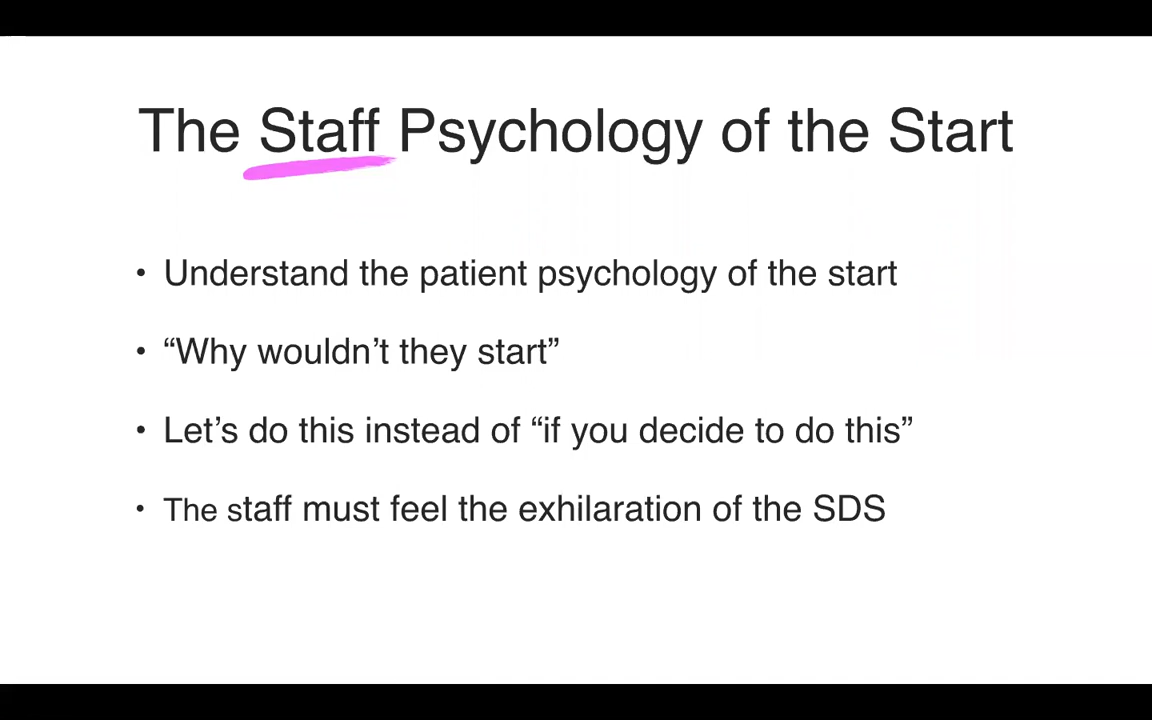 The Staff Psychology of the Start
• Understand the patient psychology of the start
• “Why wouldn’t they start”
• Let’s do this instead of “if you decide to do this”
• The staff must feel the exhilaration of the SDS